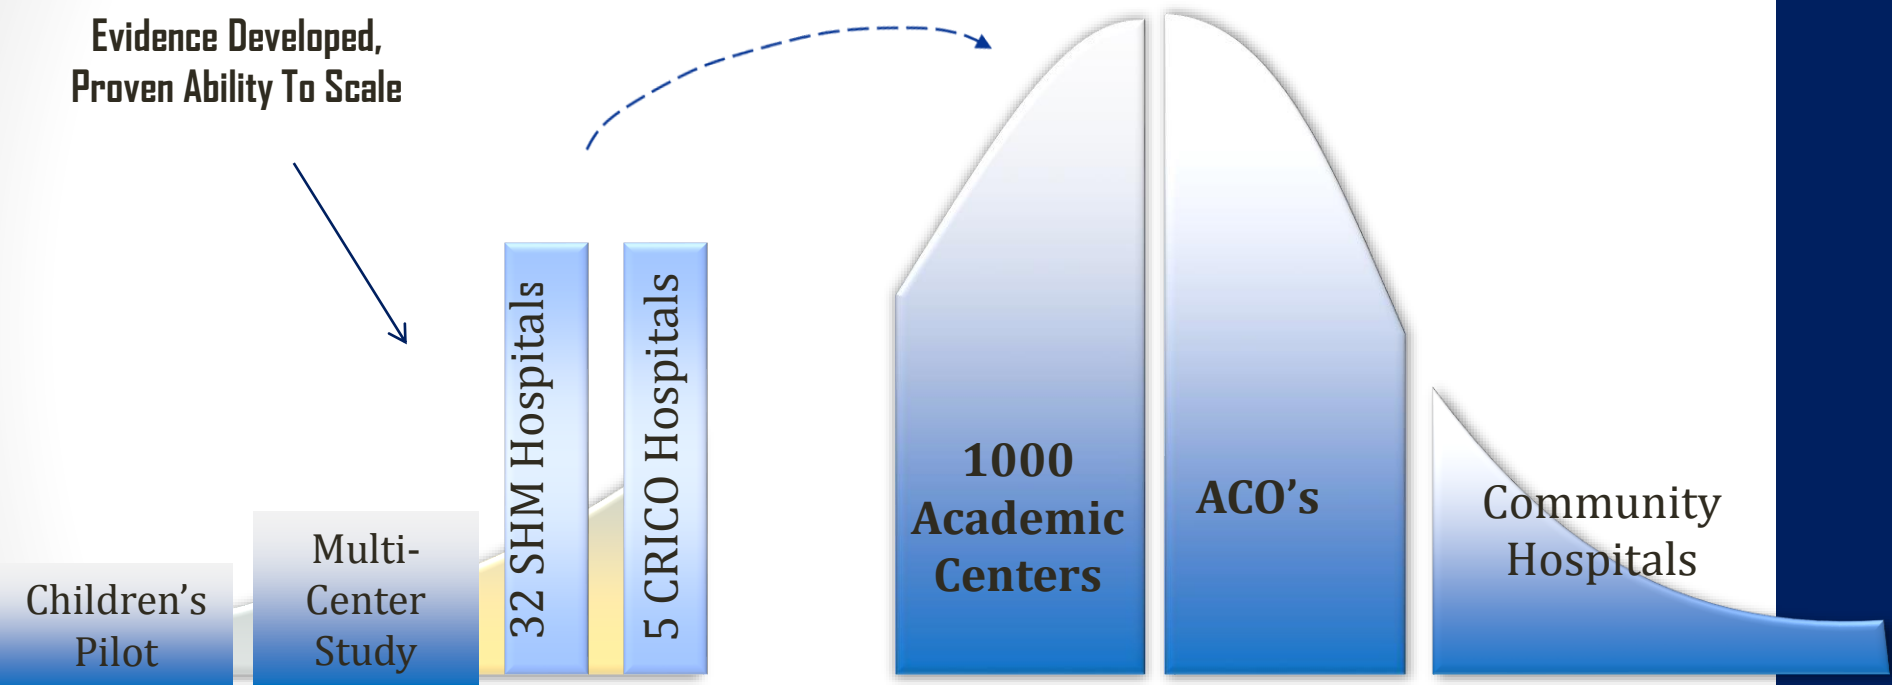 Evidence Developed,
Proven Ability To Scale
Children's
Pilot
Multi-
Center
Study
32 SHM Hospitals
5 CRICO Hospitals
1000
Academic
Centers
ACO's
Community
Hospitals